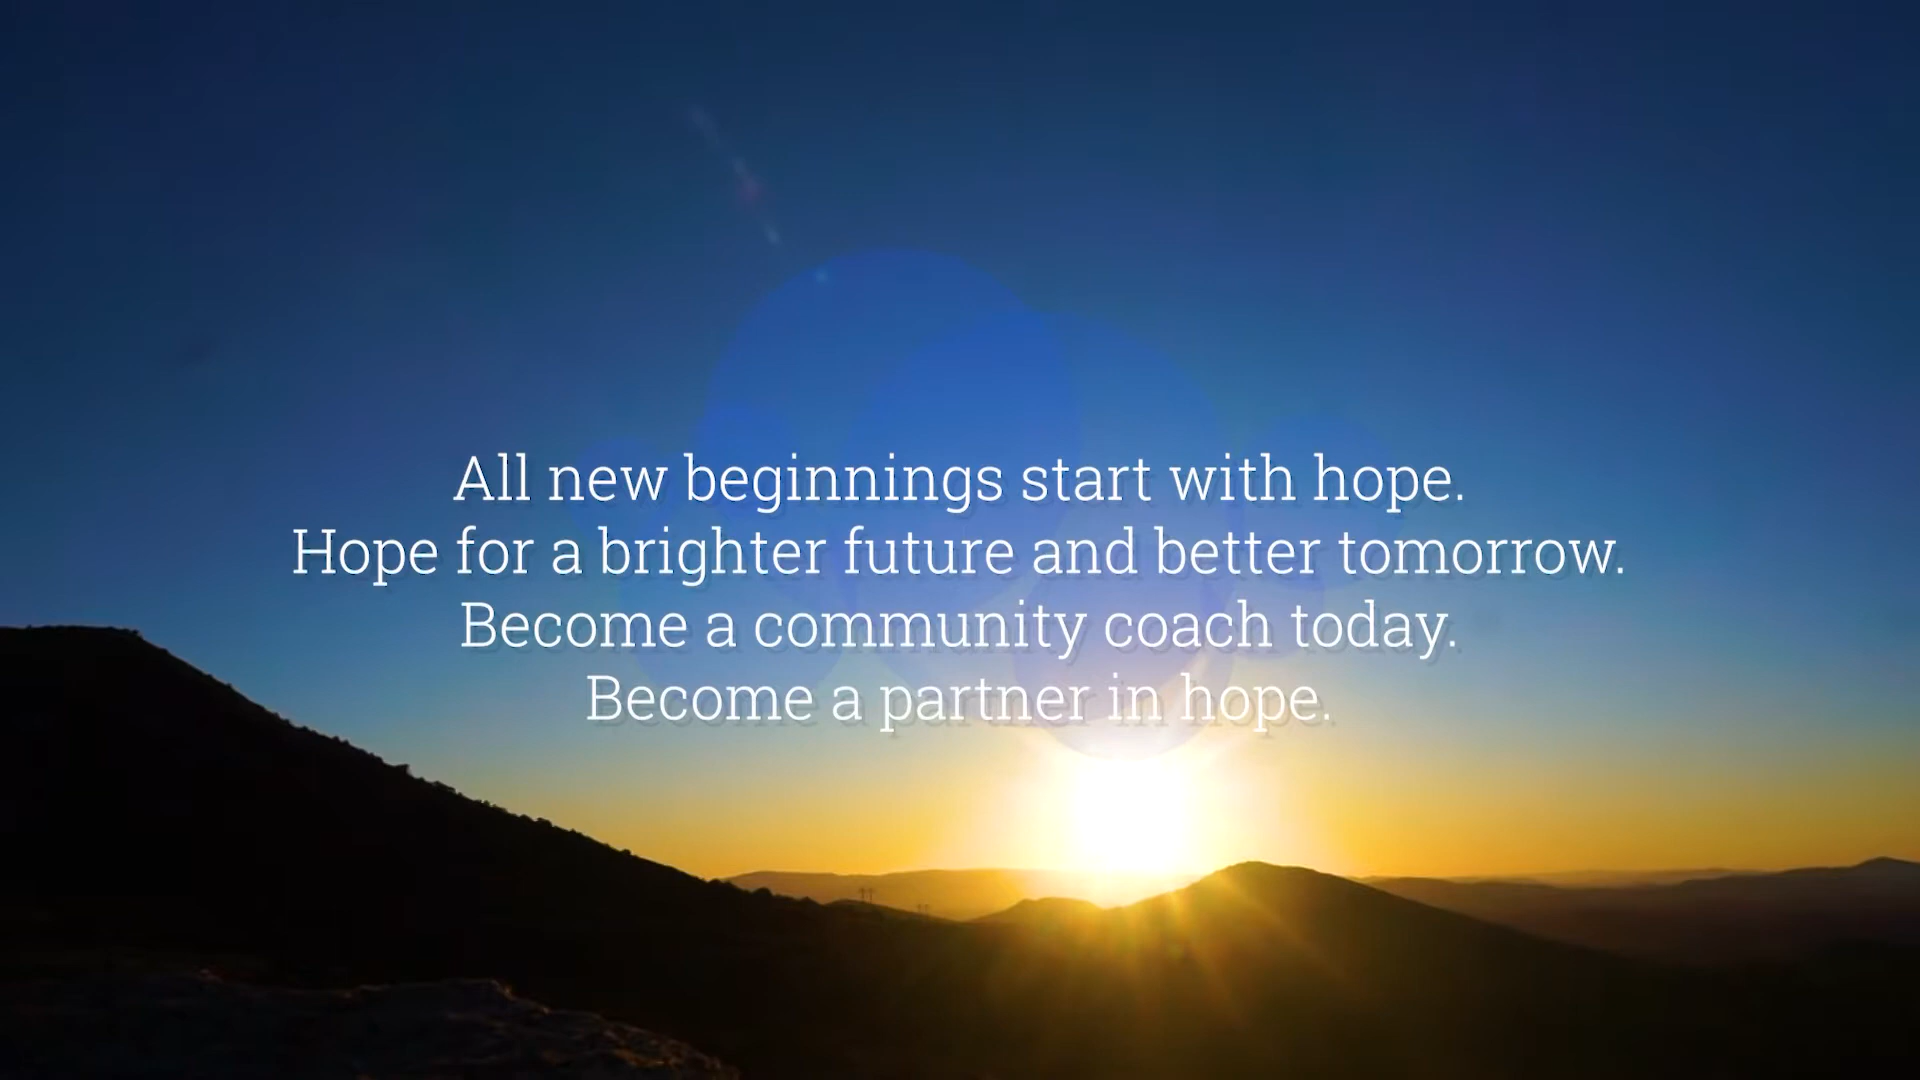 All new beginnings start with hope.
Hope for a brighter future and better tomorrow.
Become a community coach today.
Become a partner in hope.